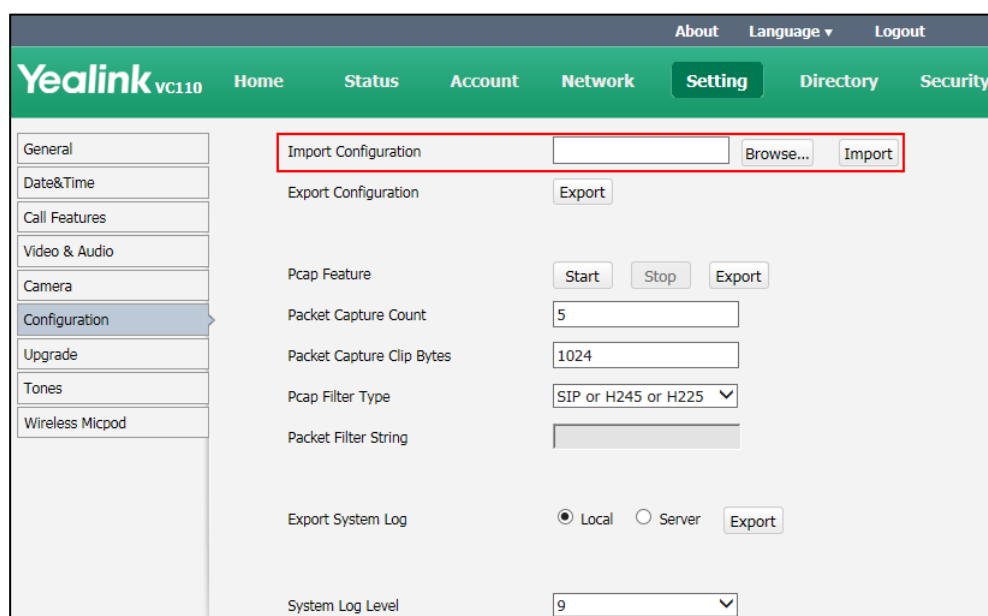 About Language ▾ Logout
Yealink VC110 Home Status Account Network Setting Directory Security
General
Date&Time
Call Features
Video & Audio
Camera
Configuration
Upgrade
Tones
Wireless Micpod
Import Configuration Browse... Import
Export Configuration Export
Pcap Feature Start Stop Export
Packet Capture Count 5
Packet Capture Clip Bytes 1024
Pcap Filter Type SIP or H245 or H225
Packet Filter String
Export System Log Local Server Export
System Log Level 9